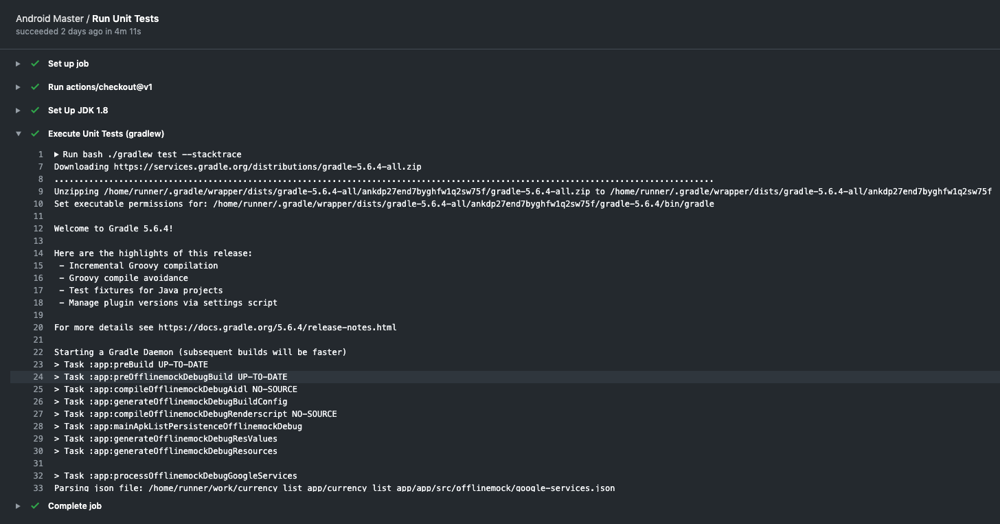 Android Master / Run Unit Tests
succeeded 2 days ago in 4m 11s
Set up job
Run actions/checkout@v1
Set Up JDK 1.8
Execute Unit Tests (gradlew)
1 Run bash ./gradlew test --stacktrace
7 Downloading https://services.gradle.org/distributions/gradle-5.6.4-all.zip
8 .....................................................................................................................................
9 Unzipping /home/runner/.gradle/wrapper/dists/gradle-5.6.4-all/ankdp27end7byghfw1q2sw75f/gradle-5.6.4-all.zip to /home/runner/.gradle/wrapper/dists/gradle-5.6.4-all/ankdp27end7byghfw1q2sw75f
10 Set executable permissions for: /home/runner/.gradle/wrapper/dists/gradle-5.6.4-all/ankdp27end7byghfw1q2sw75f/gradle-5.6.4/bin/gradle
11
12 Welcome to Gradle 5.6.4!
13
14 Here are the highlights of this release:
15 - Incremental Groovy compilation
16 - Groovy compile avoidance
17 - Test fixtures for Java projects
18 - Manage plugin versions via settings script
19
20 For more details see https://docs.gradle.org/5.6.4/release-notes.html
21
22 Starting a Gradle Daemon (subsequent builds will be faster)
23 > Task :app:preBuild UP-TO-DATE
24 > Task :app:preOfflinemockDebugBuild UP-TO-DATE
25 > Task :app:compileOfflinemockDebugAidl NO-SOURCE
26 > Task :app:generateOfflinemockDebugBuildConfig
27 > Task :app:compileOfflinemockDebugRenderscript NO-SOURCE
28 > Task :app:mainApkListPersistenceOfflinemockDebug
29 > Task :app:generateOfflinemockDebugResValues
30 > Task :app:generateOfflinemockDebugResources
31
32 > Task :app:processOfflinemockDebugGoogleServices
33 Parsing json file: /home/runner/work/currency_list_app/currency_list_app/app/src/offlinemock/google-services.json
Complete job